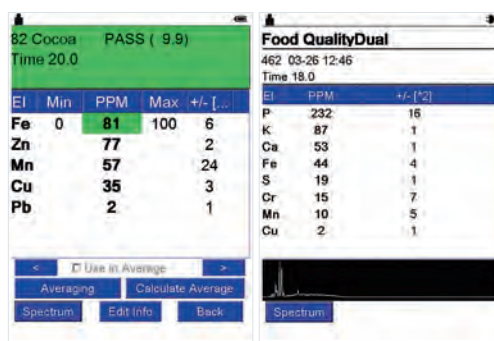 82 Cocoa PASS ( 9.9)
Time 20.0
El Min PPM Max +/- [...
Fe 0 81 100 6
Zn 77 2
Mn 57 24
Cu 35 3
Pb 2 1
< Use in Average >
Averaging Calculate Average
Spectrum Edit Info Back
Food QualityDual
462 03-26 12:46
Time 18.0
El PPM +/- [*2]
P 232 16
K 87 1
Ca 53 1
Fe 44 4
S 19 1
Cr 15 7
Mn 10 5
Cu 2 1
Spectrum